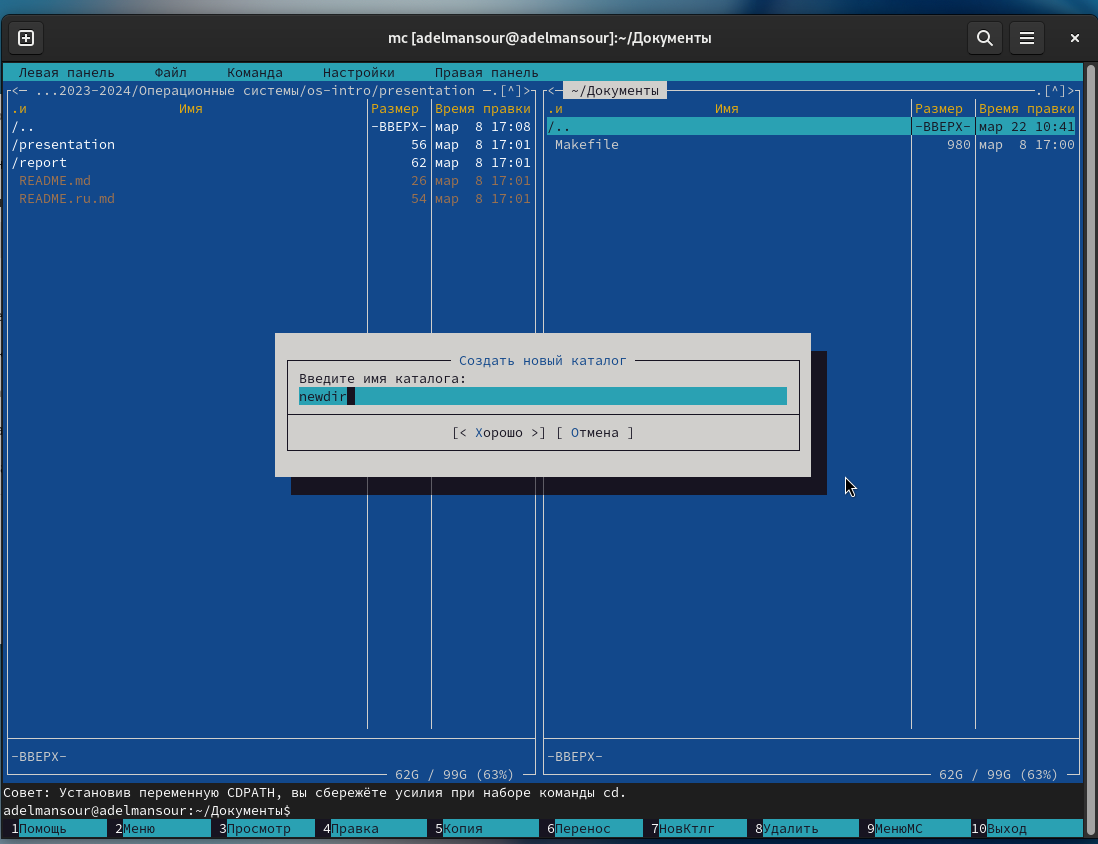 mc [adelmansour@adelmansour]:~/Документы
Левая панель Файл Команда Настройки Правая панель
<─ ...2023-2024/Операционные системы/os-intro/presentation ─.[^]>
.и Имя Размер Время правки
/.. -ВВЕРХ- мар 8 17:08
/presentation 56 мар 8 17:01
/report 62 мар 8 17:01
README.md 26 мар 8 17:01
README.ru.md 54 мар 8 17:01
-ВВЕРХ-
62G / 99G (63%)
<─ ~/Документы .[^]>
.и Имя Размер Время правки
/.. -ВВЕРХ- мар 22 10:41
Makefile 980 мар 8 17:00
-ВВЕРХ-
62G / 99G (63%)
Создать новый каталог
Введите имя каталога:
newdir
[< Хорошо >] [ Отмена ]
Совет: Установив переменную CDPATH, вы сбережёте усилия при наборе команды cd.
adelmansour@adelmansour:~/Документы$
1Помощь 2Меню 3Просмотр 4Правка 5Копия 6Перенос 7НовКтлг 8Удалить 9МенюMC 10Выход